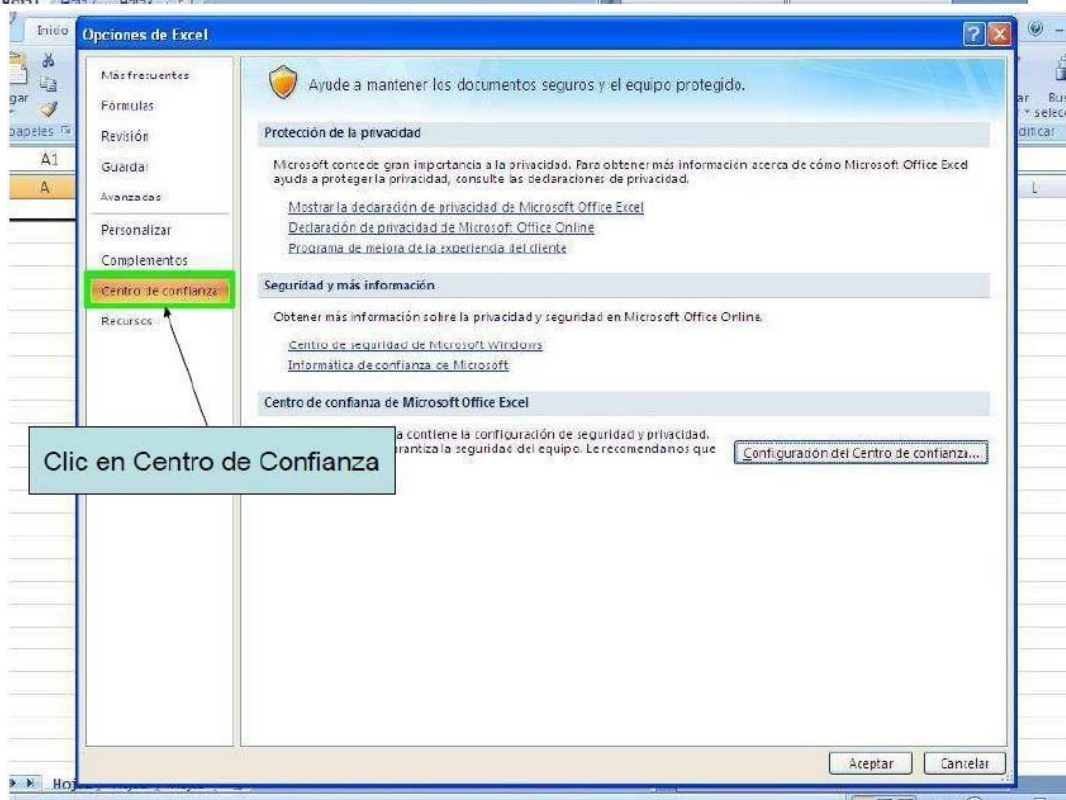 Inicio
Opciones de Excel
A1
A
L
Más frecuentes
Fórmulas
Revisión
Guardar
Avanzadas
Personalizar
Complementos
Centro de confianza
Recursos
Ayude a mantener los documentos seguros y el equipo protegido.
Protección de la privacidad
Microsoft concede gran importancia a la privacidad. Para obtener más información acerca de cómo Microsoft Office Excel
ayuda a proteger la privacidad, consulte las declaraciones de privacidad.
Mostrar la declaración de privacidad de Microsoft Office Excel
Declaración de privacidad de Microsoft Office Online
Programa de mejora de la experiencia del cliente
Seguridad y más información
Obtener más información sobre la privacidad y seguridad en Microsoft Office Online.
Centro de seguridad de Microsoft Windows
Informática de confianza de Microsoft
Centro de confianza de Microsoft Office Excel
a contiene la configuración de seguridad y privacidad.
rantiza la seguridad del equipo. Le recomendamos que
Configuración del Centro de confianza...
Clic en Centro de Confianza
Aceptar
Cancelar